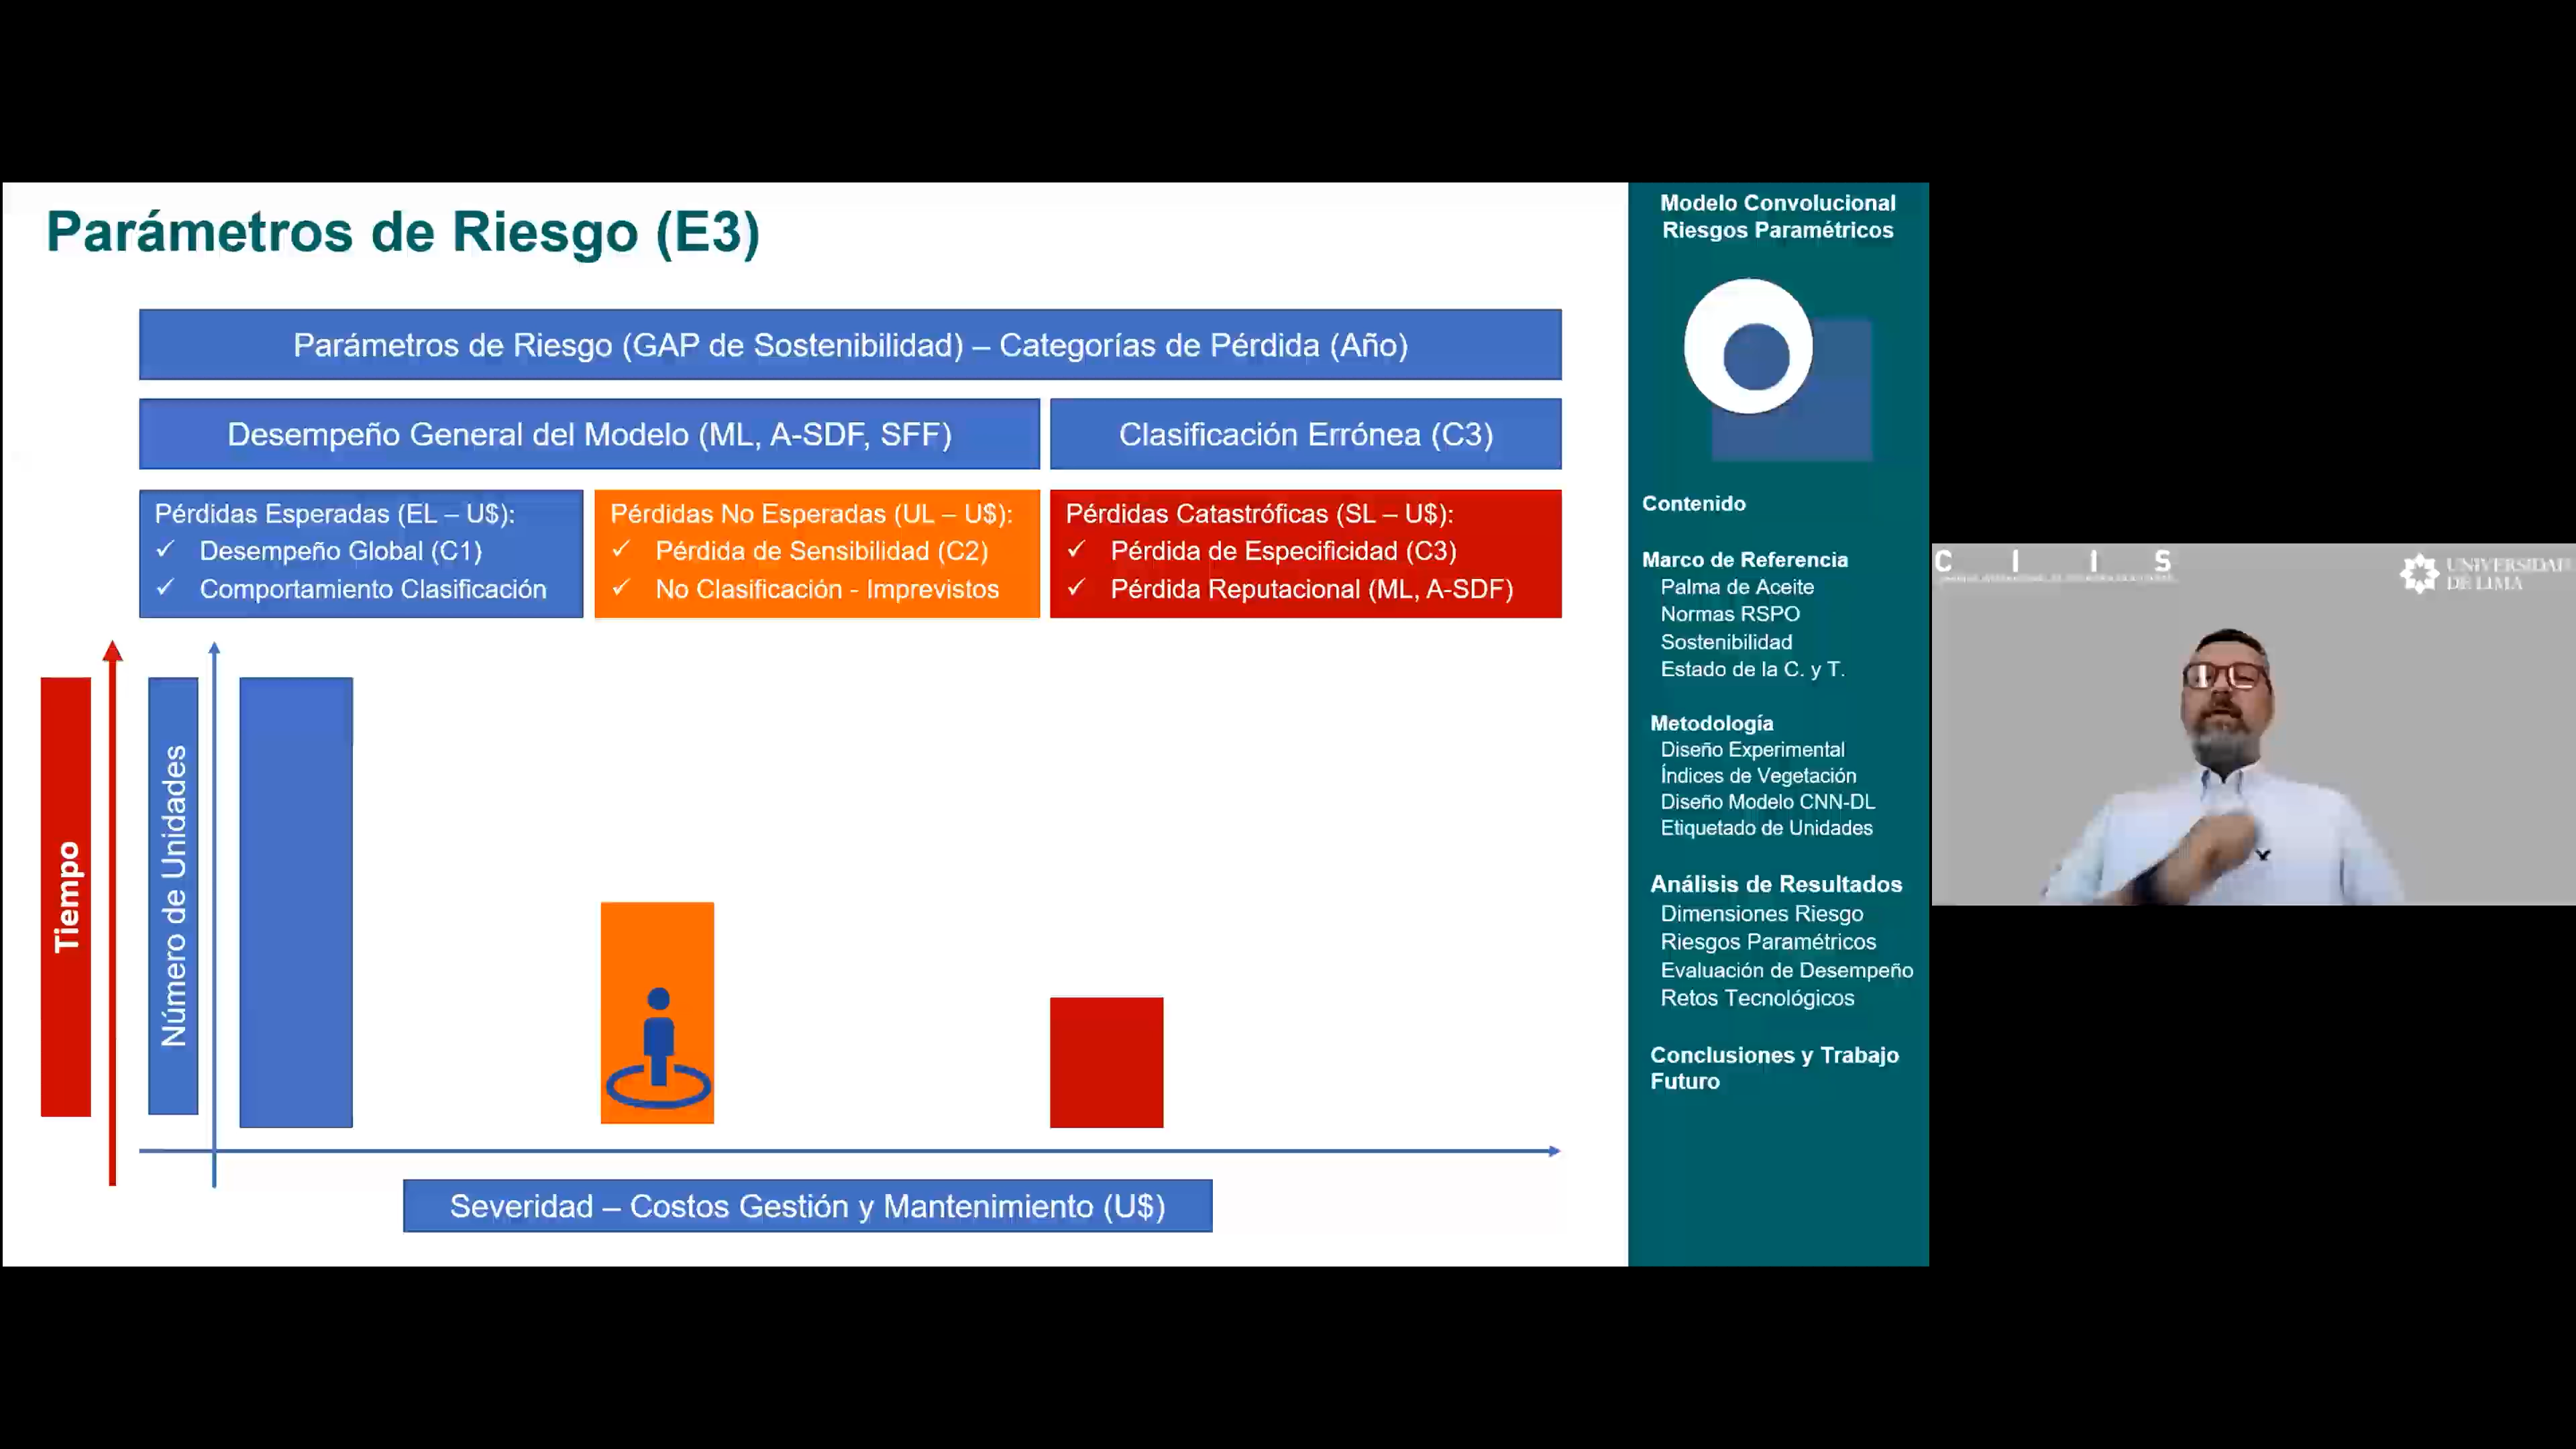 Parámetros de Riesgo (E3)
Parámetros de Riesgo (GAP de Sostenibilidad) – Categorías de Pérdida (Año)
Desempeño General del Modelo (ML, A-SDF, SFF)
Clasificación Errónea (C3)
Pérdidas Esperadas (EL – U$):
✓ Desempeño Global (C1)
✓ Comportamiento Clasificación
Pérdidas No Esperadas (UL – U$):
✓ Pérdida de Sensibilidad (C2)
✓ No Clasificación - Imprevistos
Pérdidas Catastróficas (SL – U$):
✓ Pérdida de Especificidad (C3)
✓ Pérdida Reputacional (ML, A-SDF)
Tiempo
Número de Unidades
Severidad – Costos Gestión y Mantenimiento (U$)
Modelo Convolucional
Riesgos Paramétricos
Contenido
Marco de Referencia
Palma de Aceite
Normas RSPO
Sostenibilidad
Estado de la C. y T.
Metodología
Diseño Experimental
Índices de Vegetación
Diseño Modelo CNN-DL
Etiquetado de Unidades
Análisis de Resultados
Dimensiones Riesgo
Riesgos Paramétricos
Evaluación de Desempeño
Retos Tecnológicos
Conclusiones y Trabajo
Futuro
C I I S
UNIVERSIDAD
DE LIMA